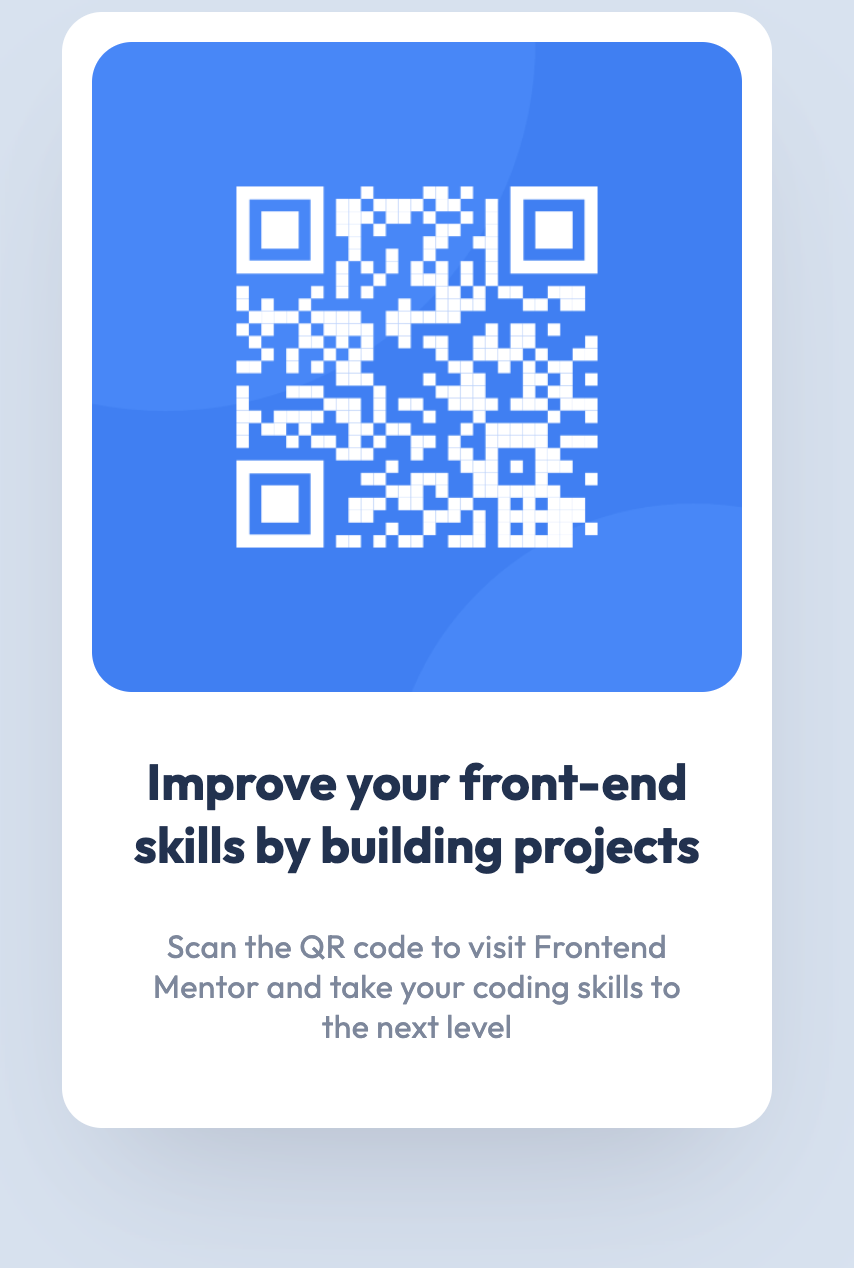 Improve your front-end
skills by building projects
Scan the QR code to visit Frontend
Mentor and take your coding skills to
the next level